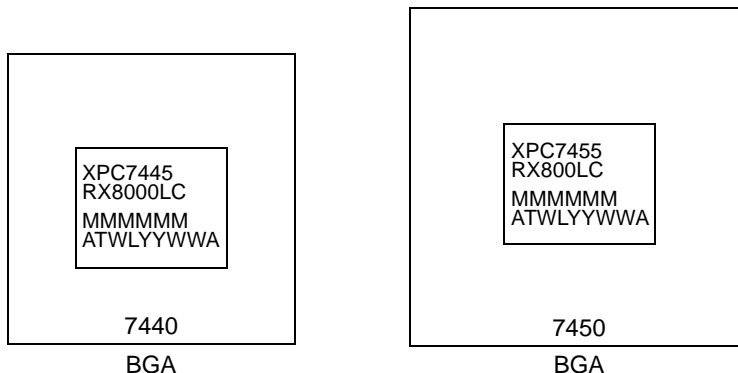 XPC7445
RX8000LC
MMMMMM
ATWLYYWWA
7440
BGA
XPC7455
RX800LC
MMMMMM
ATWLYYWWA
7450
BGA